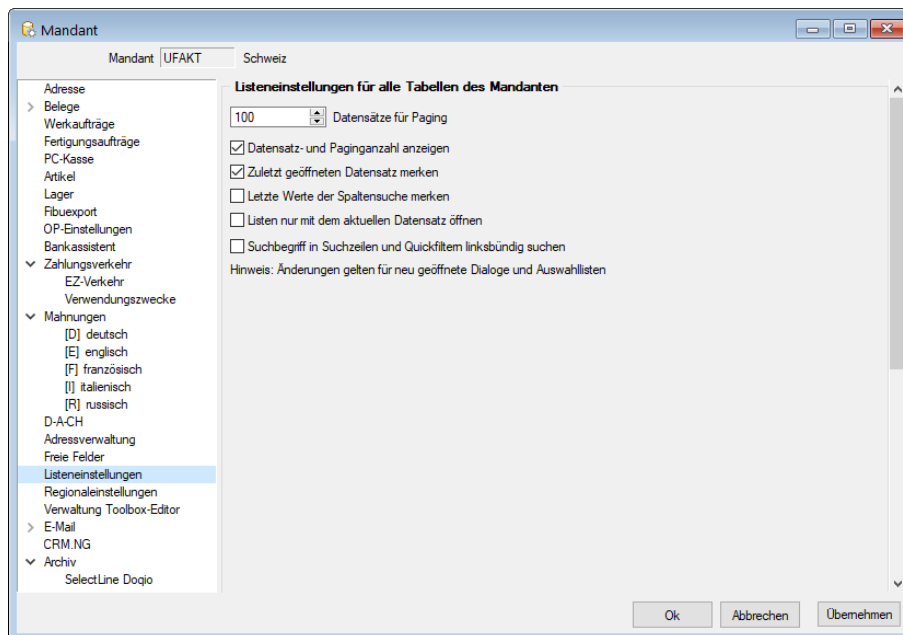 Mandant
Mandant UFAKT Schweiz
Adresse
Belege
Werkaufträge
Fertigungsaufträge
PC-Kasse
Artikel
Lager
Fibuexport
OP-Einstellungen
Bankassistent
Zahlungsverkehr
EZ-Verkehr
Verwendungszwecke
Mahnungen
[D] deutsch
[E] englisch
[F] französisch
[I] italienisch
[R] russisch
D-A-CH
Adressverwaltung
Freie Felder
Listeneinstellungen
Regionaleinstellungen
Verwaltung Toolbox-Editor
E-Mail
CRM.NG
Archiv
SelectLine Doqio
Listeneinstellungen für alle Tabellen des Mandanten
100 Datensätze für Paging
Datensatz- und Paginganzahl anzeigen
Zuletzt geöffneten Datensatz merken
Letzte Werte der Spaltensuche merken
Listen nur mit dem aktuellen Datensatz öffnen
Suchbegriff in Suchzeilen und Quickfiltern linksbündig suchen
Hinweis: Änderungen gelten für neu geöffnete Dialoge und Auswahllisten
Ok Abbrechen Übernehmen